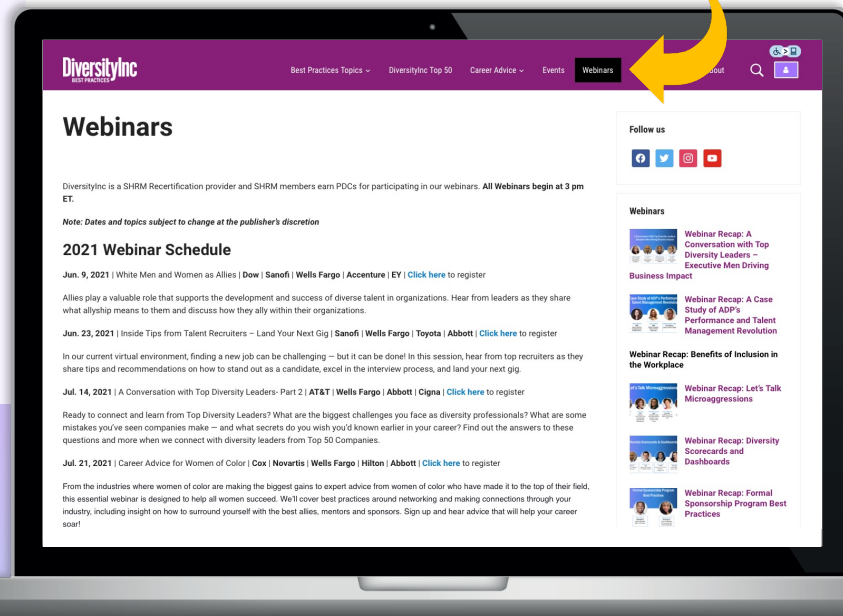 DiversityInc
BEST PRACTICES
Best Practices Topics
DiversityInc Top 50
Career Advice
Events
Webinars
Webinars
DiversityInc is a SHRM Recertification provider and SHRM members earn PDCs for participating in our webinars. All Webinars begin at 3 pm
ET.
Note: Dates and topics subject to change at the publisher's discretion
2021 Webinar Schedule
Jun. 9, 2021 | White Men and Women as Allies | Dow | Sanofi | Wells Fargo | Accenture | EY | Click here to register
Allies play a valuable role that supports the development and success of diverse talent in organizations. Hear from leaders as they share
what allyship means to them and discuss how they ally within their organizations.
Jun. 23, 2021 | Inside Tips from Talent Recruiters – Land Your Next Gig | Sanofi | Wells Fargo | Toyota | Abbott | Click here to register
In our current virtual environment, finding a new job can be challenging — but it can be done! In this session, hear from top recruiters as they
share tips and recommendations on how to stand out as a candidate, excel in the interview process, and land your next gig.
Jul. 14, 2021 | A Conversation with Top Diversity Leaders- Part 2 | AT&T | Wells Fargo | Abbott | Cigna | Click here to register
Ready to connect and learn from Top Diversity Leaders? What are the biggest challenges you face as diversity professionals? What are some
mistakes you've seen companies make — and what secrets do you wish you'd known earlier in your career? Find out the answers to these
questions and more when we connect with diversity leaders from Top 50 Companies.
Jul. 21, 2021 | Career Advice for Women of Color | Cox | Novartis | Wells Fargo | Hilton | Abbott | Click here to register
From the industries where women of color are making the biggest gains to expert advice from women of color who have made it to the top of their field,
this essential webinar is designed to help all women succeed. We'll cover best practices around networking and making connections through your
industry, including insight on how to surround yourself with the best allies, mentors and sponsors. Sign up and hear advice that will help your career
soar!
Follow us
Webinars
Webinar Recap: A
Conversation with Top
Diversity Leaders –
Executive Men Driving
Business Impact
Webinar Recap: A Case
Study of ADP's
Performance and Talent
Management Revolution
Webinar Recap: Benefits of Inclusion in
the Workplace
Webinar Recap: Let's Talk
Microaggressions
Webinar Recap: Diversity
Scorecards and
Dashboards
Webinar Recap: Formal
Sponsorship Program Best
Practices